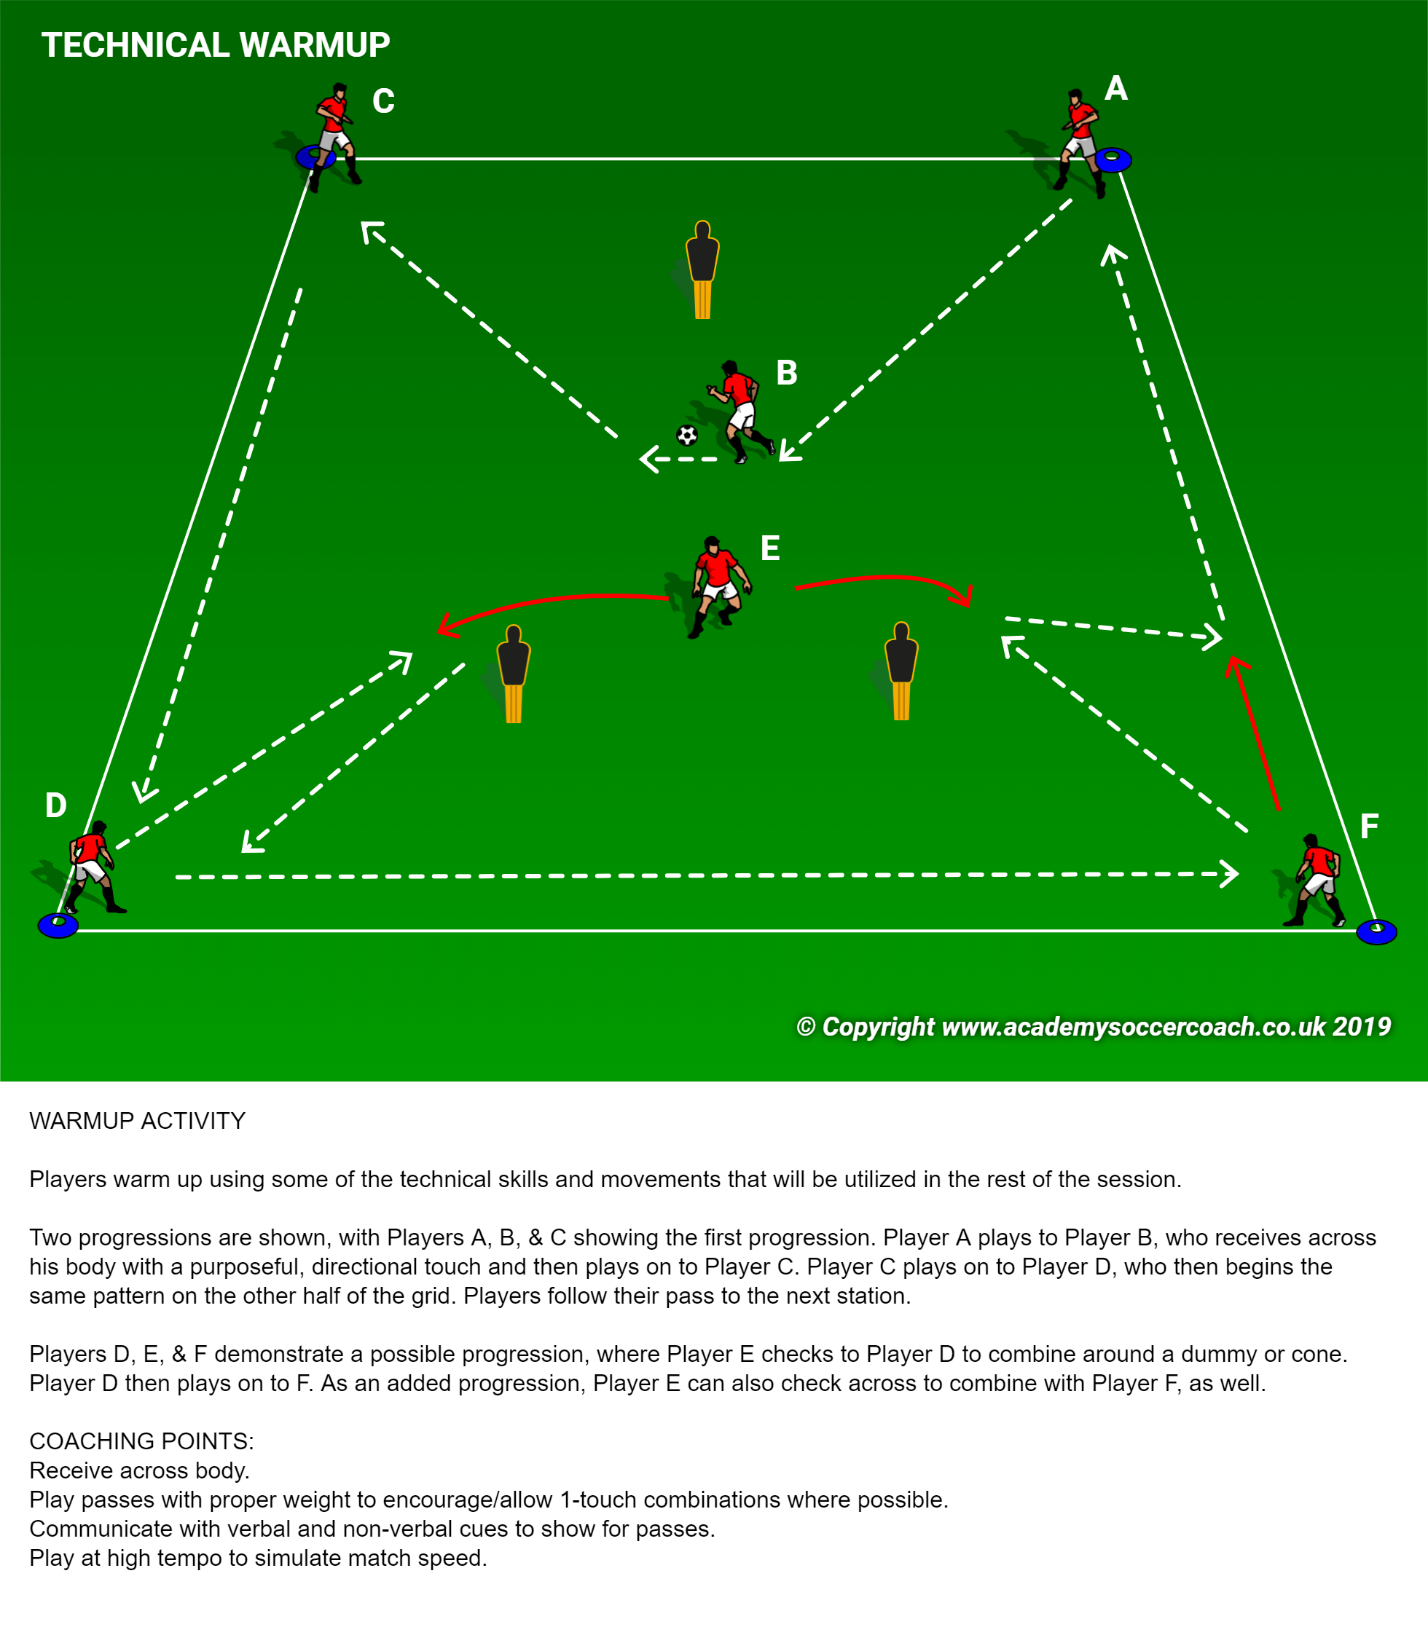 TECHNICAL WARMUP
C
A
B
E
D
F
© Copyright www.academysoccercoach.co.uk 2019
WARMUP ACTIVITY
Players warm up using some of the technical skills and movements that will be utilized in the rest of the session.
Two progressions are shown, with Players A, B, & C showing the first progression. Player A plays to Player B, who receives across
his body with a purposeful, directional touch and then plays on to Player C. Player C plays on to Player D, who then begins the
same pattern on the other half of the grid. Players follow their pass to the next station.
Players D, E, & F demonstrate a possible progression, where Player E checks to Player D to combine around a dummy or cone.
Player D then plays on to F. As an added progression, Player E can also check across to combine with Player F, as well.
COACHING POINTS:
Receive across body.
Play passes with proper weight to encourage/allow 1-touch combinations where possible.
Communicate with verbal and non-verbal cues to show for passes.
Play at high tempo to simulate match speed.